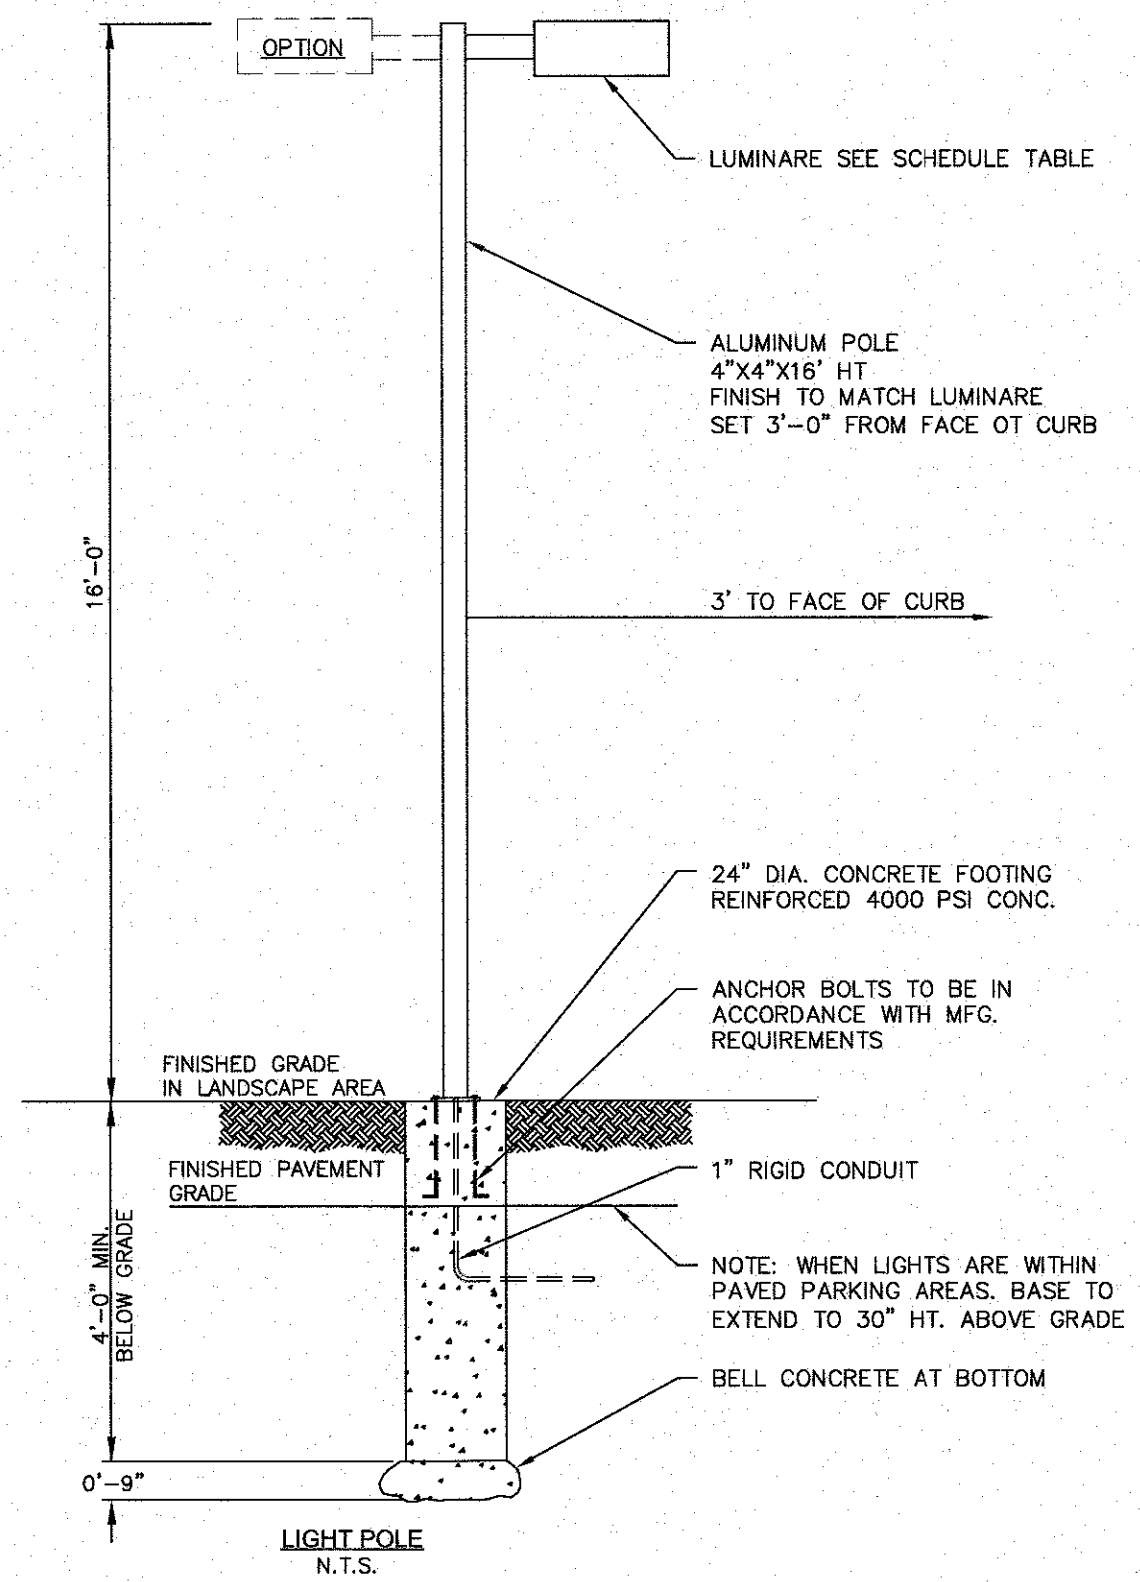 OPTION
LUMINARE SEE SCHEDULE TABLE
ALUMINUM POLE
4"X4"X16' HT
FINISH TO MATCH LUMINARE
SET 3'-0" FROM FACE OT CURB
16'-0"
3' TO FACE OF CURB
24" DIA. CONCRETE FOOTING
REINFORCED 4000 PSI CONC.
ANCHOR BOLTS TO BE IN
ACCORDANCE WITH MFG.
REQUIREMENTS
FINISHED GRADE
IN LANDSCAPE AREA
FINISHED PAVEMENT
GRADE
1" RIGID CONDUIT
4'-0" MIN.
BELOW GRADE
NOTE: WHEN LIGHTS ARE WITHIN
PAVED PARKING AREAS. BASE TO
EXTEND TO 30" HT. ABOVE GRADE
BELL CONCRETE AT BOTTOM
0'-9"
LIGHT POLE
N.T.S.